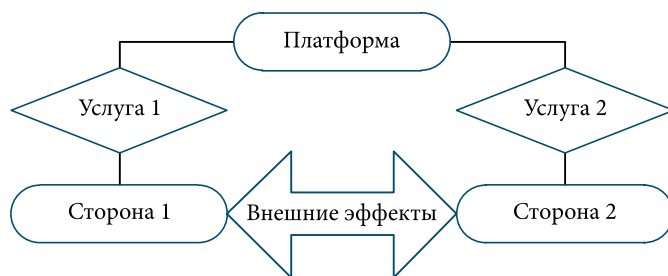 Платформа
Услуга 1
Услуга 2
Сторона 1
Внешние эффекты
Сторона 2